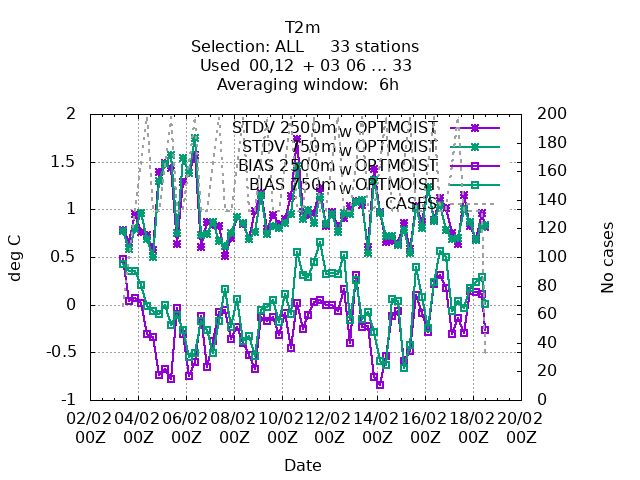 T2m
Selection: ALL 33 stations
Used 00,12 + 03 06 ... 33
Averaging window: 6h
STDV 2500m_W OPTMOIST
STDV 750m_W OPTMOIST
BIAS 2500m_W OPTMOIST
BIAS 750m_W OPTMOIST
CASES
deg C
2
1.5
1
0.5
0
-0.5
-1
No cases
200
180
160
140
120
100
80
60
40
20
0
02/02 04/02 06/02 08/02 10/02 12/02 14/02 16/02 18/02 20/02
00Z 00Z 00Z 00Z 00Z 00Z 00Z 00Z 00Z 00Z
Date